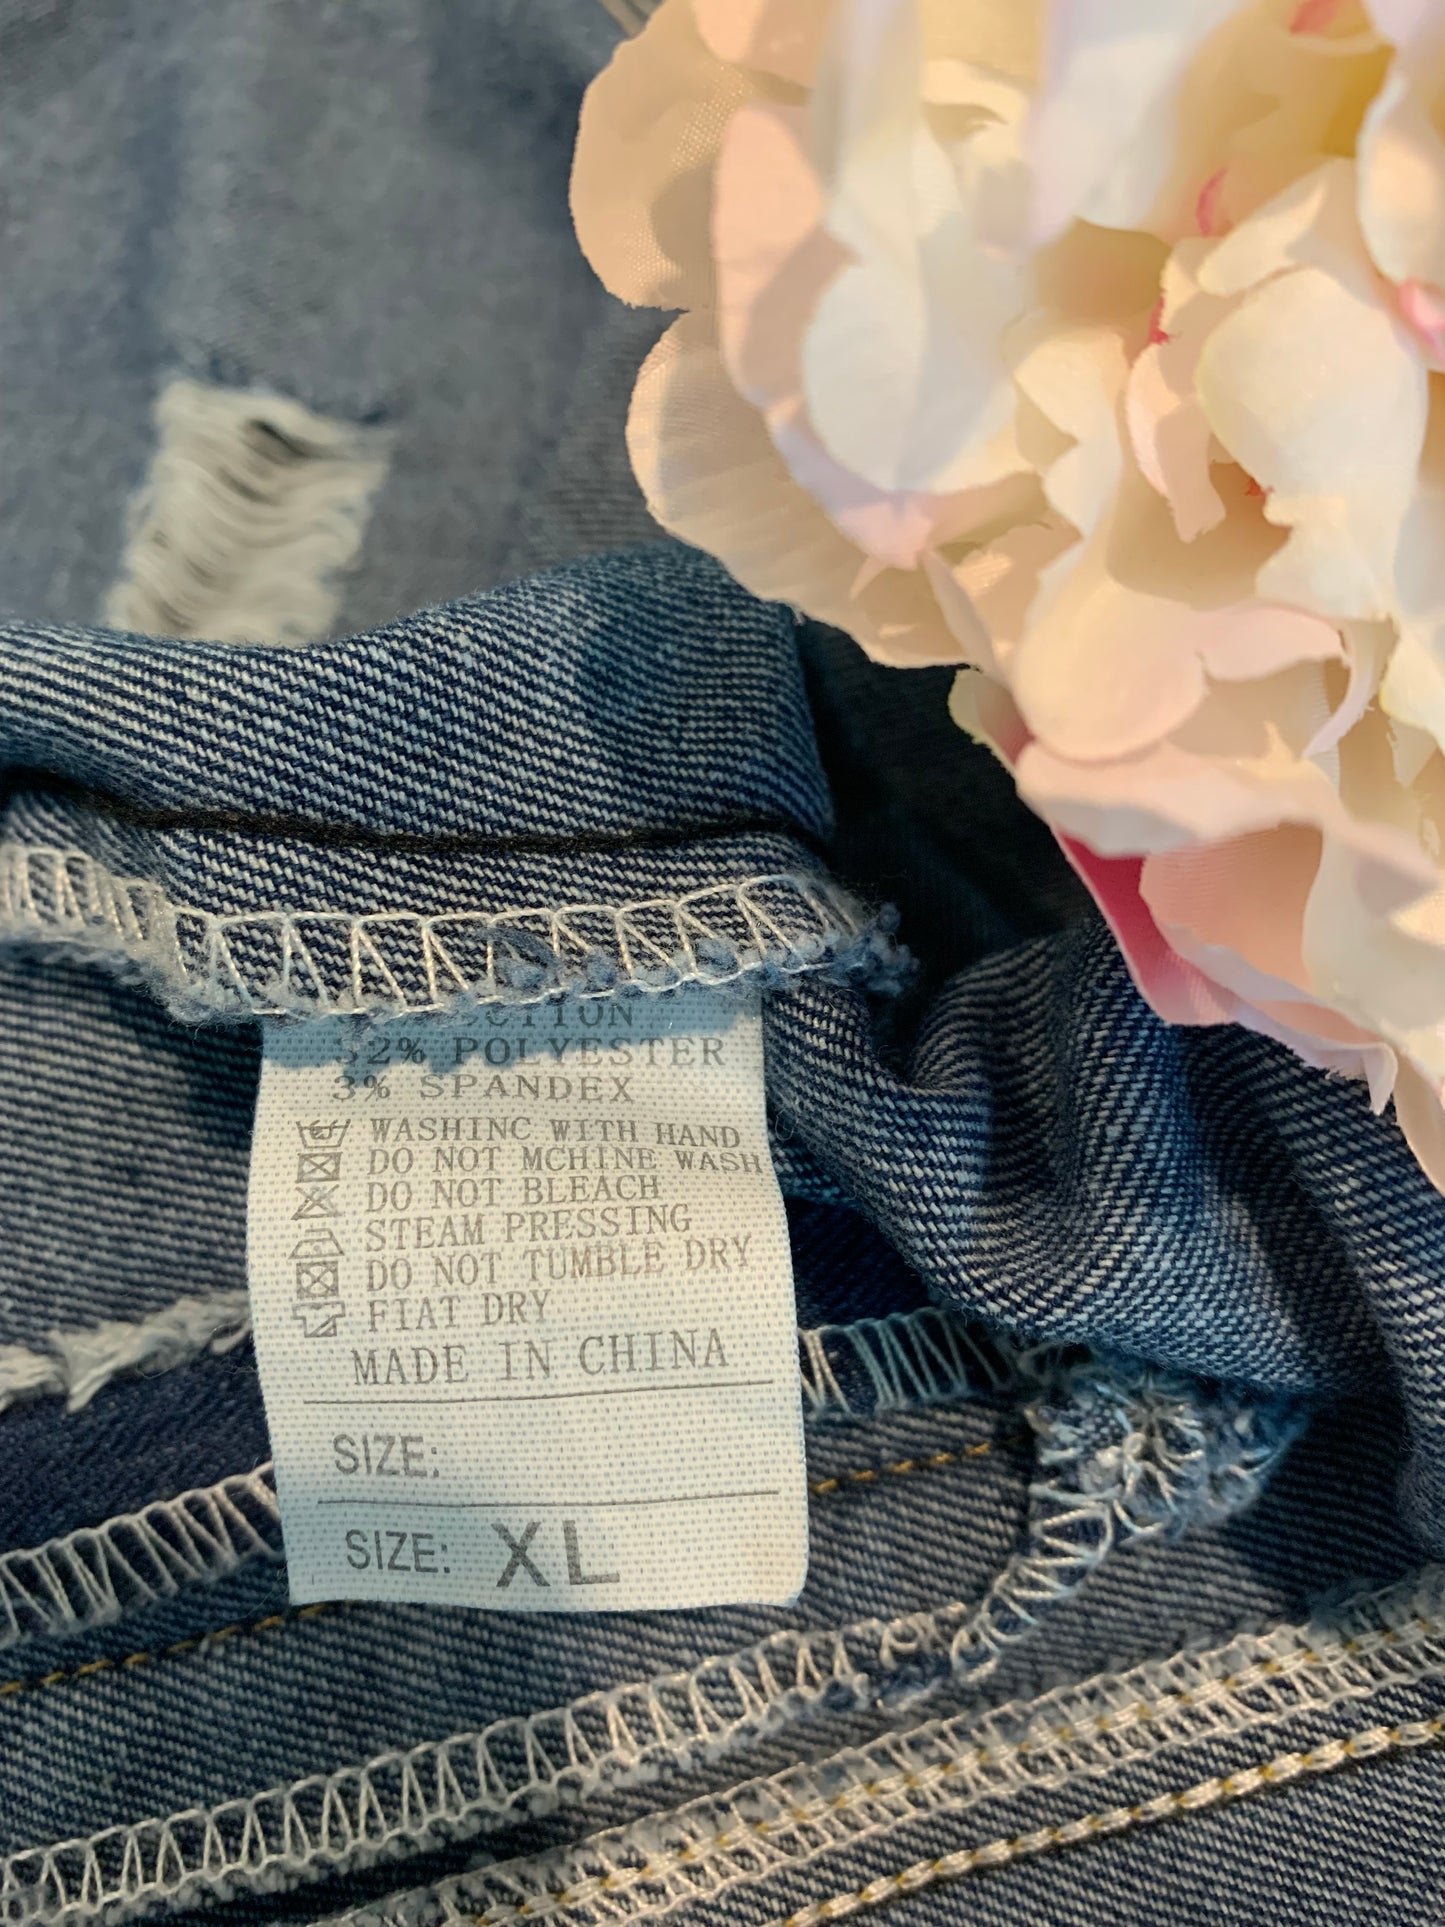 COTTON
% POLYESTER
3% SPANDEX
WASHINC WITH HAND
DO NOT MCHINE WASH
DO NOT BLEACH
STEAM PRESSING
DO NOT TUMBLE DRY
FIAT DRY
MADE IN CHINA
SIZE:
SIZE: XL